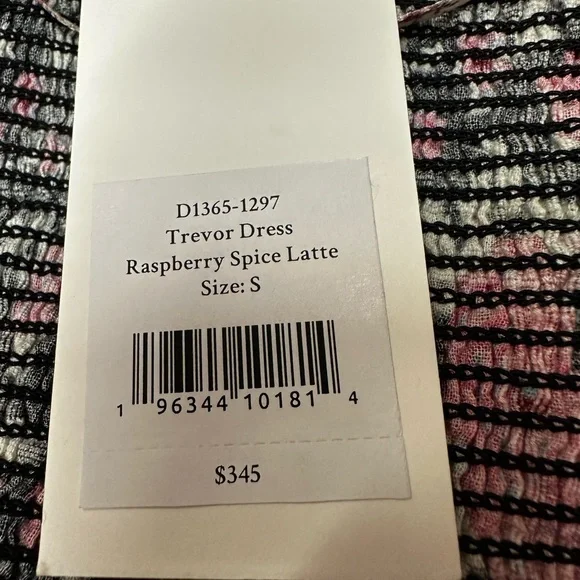 D1365-1297
Trevor Dress
Raspberry Spice Latte
Size: S
1 96344 10181 4
$345